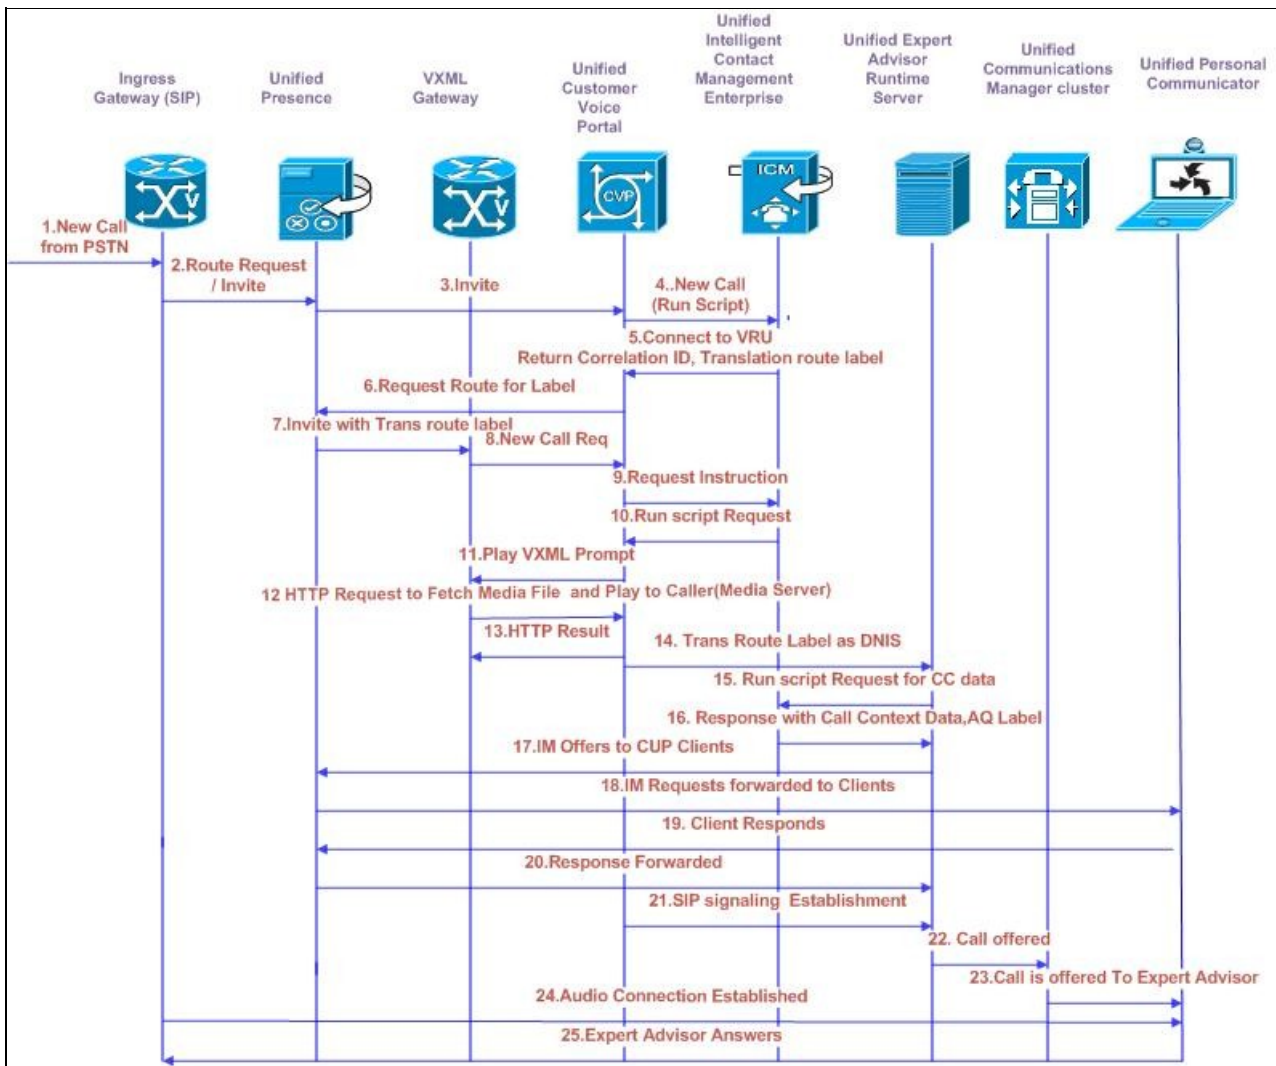 Ingress
Gateway (SIP)
Unified
Presence
VXML
Gateway
Unified
Customer
Voice
Portal
Unified
Intelligent
Contact
Management
Enterprise
Unified Expert
Advisor
Runtime
Server
Unified
Communications
Manager cluster
Unified Personal
Communicator
V
V
CVP
ICM
1.New Call
from PSTN
2.Route Request
/ Invite
3.Invite
4..New Call
(Run Script)
5.Connect to VRU
Return Correlation ID, Translation route label
6.Request Route for Label
7.Invite with Trans route label
8.New Call Req
9.Request Instruction
10.Run script Request
11.Play VXML Prompt
12 HTTP Request to Fetch Media File and Play to Caller(Media Server)
13.HTTP Result
14. Trans Route Label as DNIS
15. Run script Request for CC data
16. Response with Call Context Data,AQ Label
17.IM Offers to CUP Clients
18.IM Requests forwarded to Clients
19. Client Responds
20.Response Forwarded
21.SIP signaling Establishment
22. Call offered
23.Call is offered To Expert Advisor
24.Audio Connection Established
25.Expert Advisor Answers